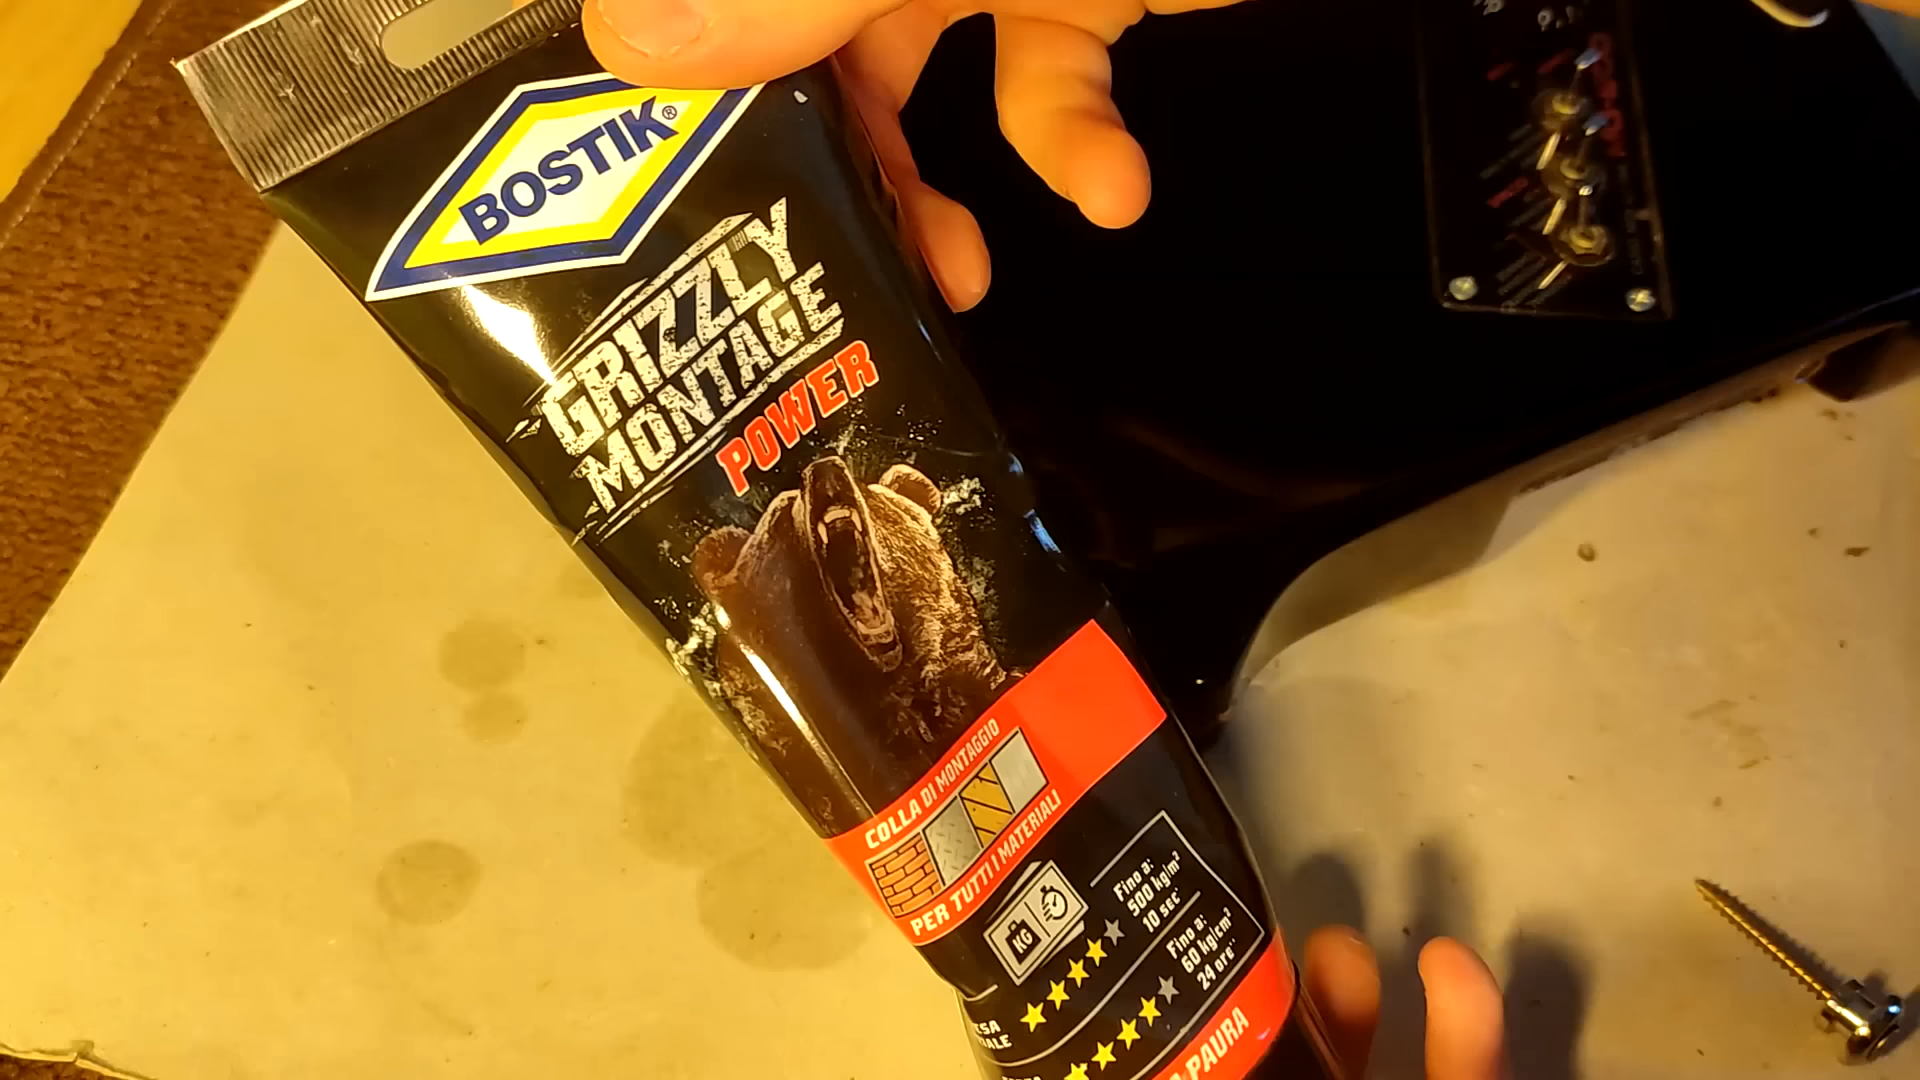 BOSTIK®
GRIZZLY
MONTAGE
POWER
COLLA DI MONTAGGIO
PER TUTTI I MATERIALI
KG
Fino a:
500 kg/m²
10 sec*
Fino a:
60 kg/cm²
24 ore**
PAURA